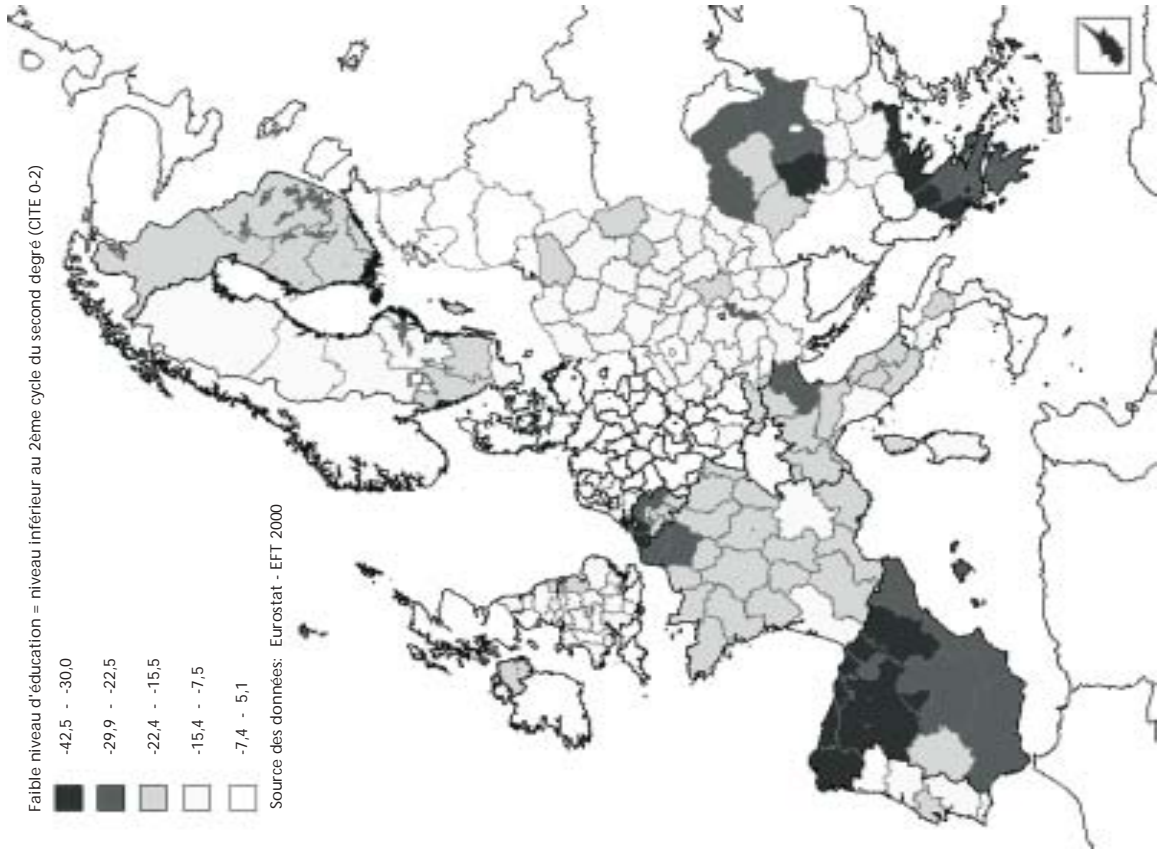 Faible niveau d'éducation = niveau inférieur au 2ème cycle du second degré (CITE 0-2)
-42,5 - -30,0
-29,9 - -22,5
-22,4 - -15,5
-15,4 - -7,5
-7,4 - 5,1
Source des données: Eurostat - EFT 2000